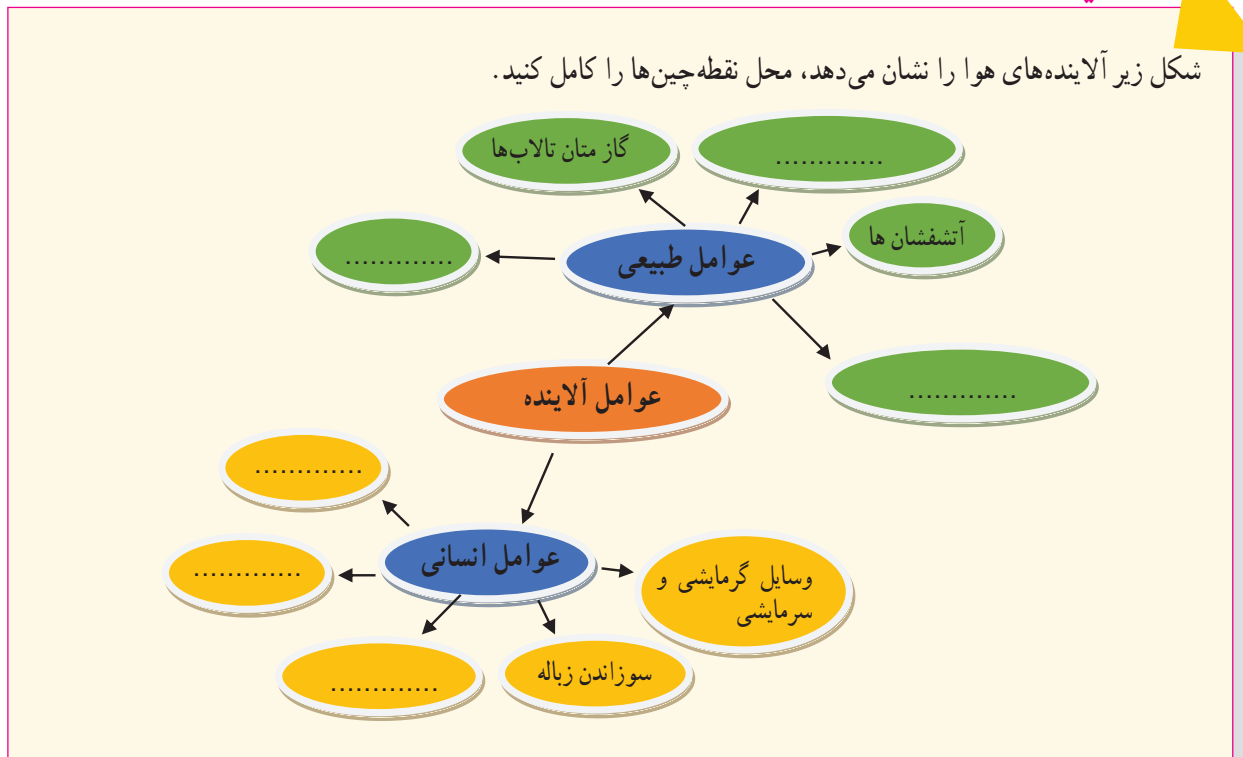 شکل زیر آلاینده‌های هوا را نشان می‌دهد، محل نقطه‌چین‌ها را کامل کنید.
گاز متان تالاب‌ها
.............
آتشفشان ها
.............
عوامل طبیعی
.............
عوامل آلاینده
.............
عوامل انسانی
.............
وسایل گرمایشی و
سرمایشی
سوزاندن زباله
.............